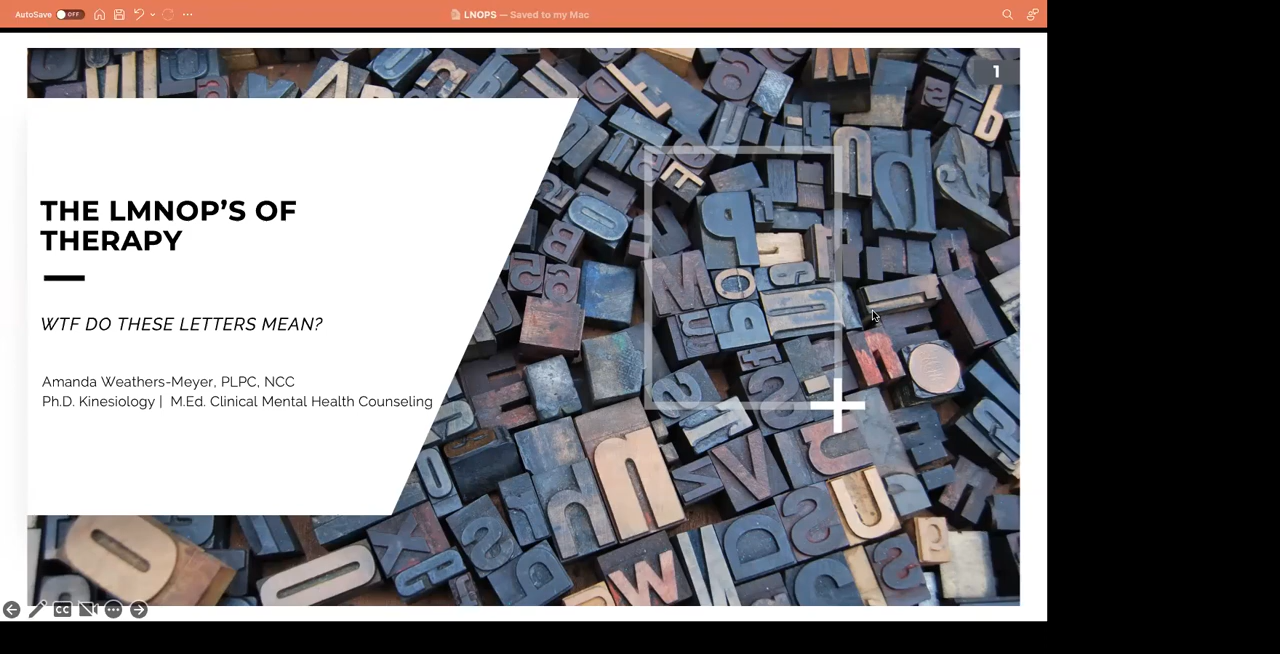 AutoSave OFF
LNOPS — Saved to my Mac
1
THE LMNOP’S OF
THERAPY
WTF DO THESE LETTERS MEAN?
Amanda Weathers-Meyer, PLPC, NCC
Ph.D. Kinesiology | M.Ed. Clinical Mental Health Counseling
CC